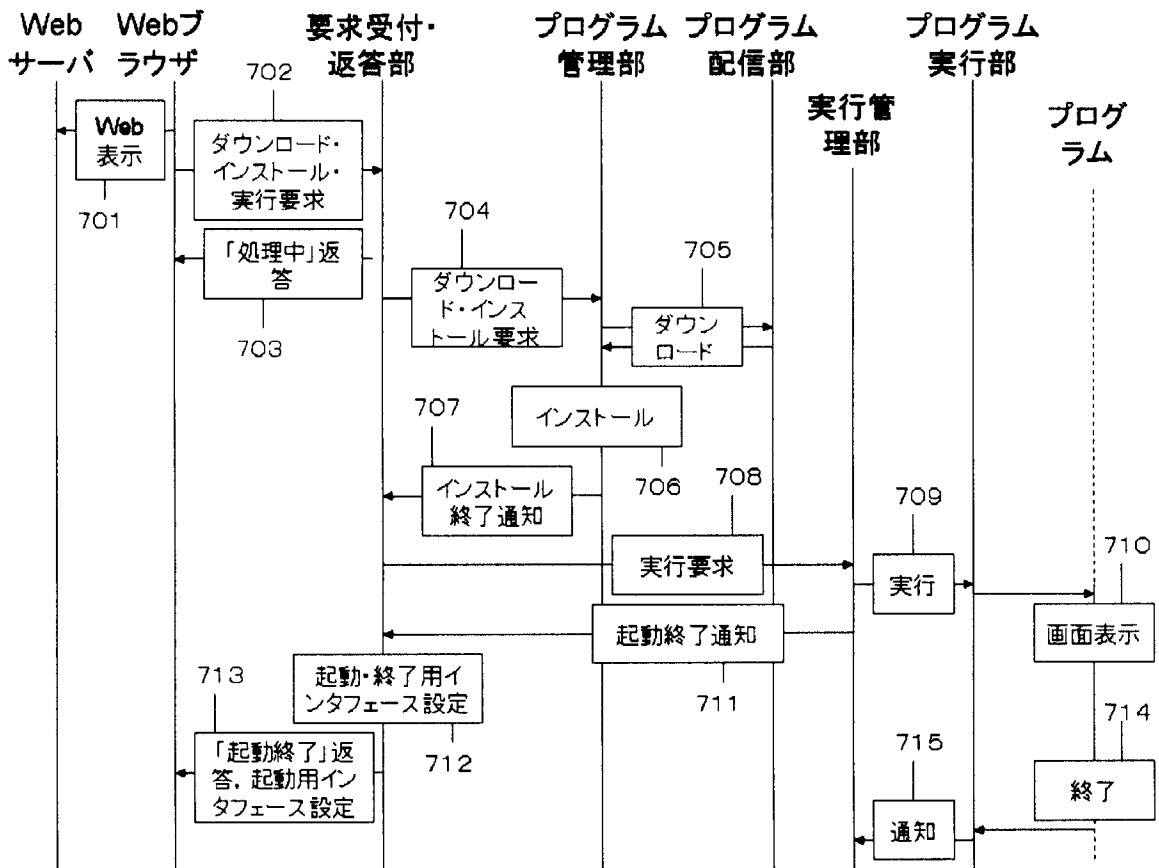 Web
サーバ
Webブ
ラウザ
要求受付・
返答部
プログラム
管理部
プログラム
配信部
実行管
理部
プログラム
実行部
プログ
ラム
Web
表示
701
702
ダウンロード・
インストール・
実行要求
「処理中」返
答
703
704
ダウンロー
ド・インス
トール要求
705
ダウン
ロード
インストール
706
707
インストール
終了通知
708
実行要求
709
実行
710
画面表示
起動終了通知
711
起動・終了用イ
ンタフェース設定
712
713
「起動終了」返
答，起動用イン
タフェース設定
714
終了
715
通知